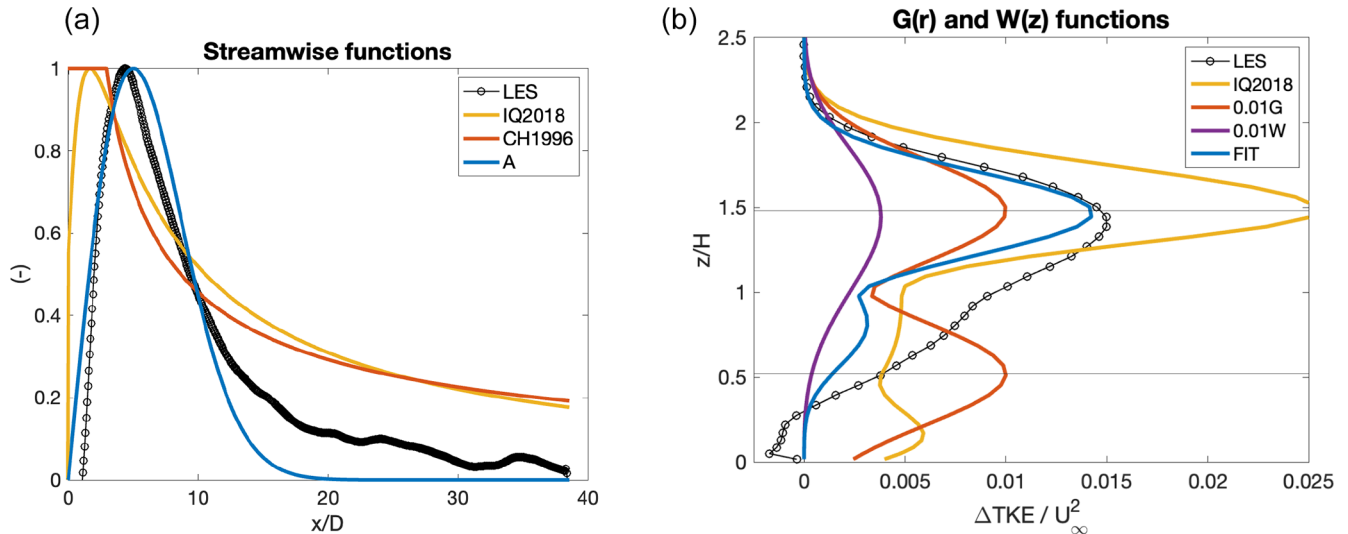 (a)
Streamwise functions
LES
IQ2018
CH1996
A
1
0.8
0.6
0.4
0.2
0
(-)
0
10
20
30
40
x/D
(b)
G(r) and W(z) functions
LES
IQ2018
0.01G
0.01W
FIT
2.5
2
1.5
1
0.5
0
z/H
0
0.005
0.01
0.015
0.02
0.025
ΔTKE / U²∞